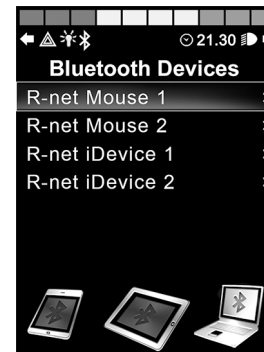 21.30
Bluetooth Devices
R-net Mouse 1
R-net Mouse 2
R-net iDevice 1
R-net iDevice 2